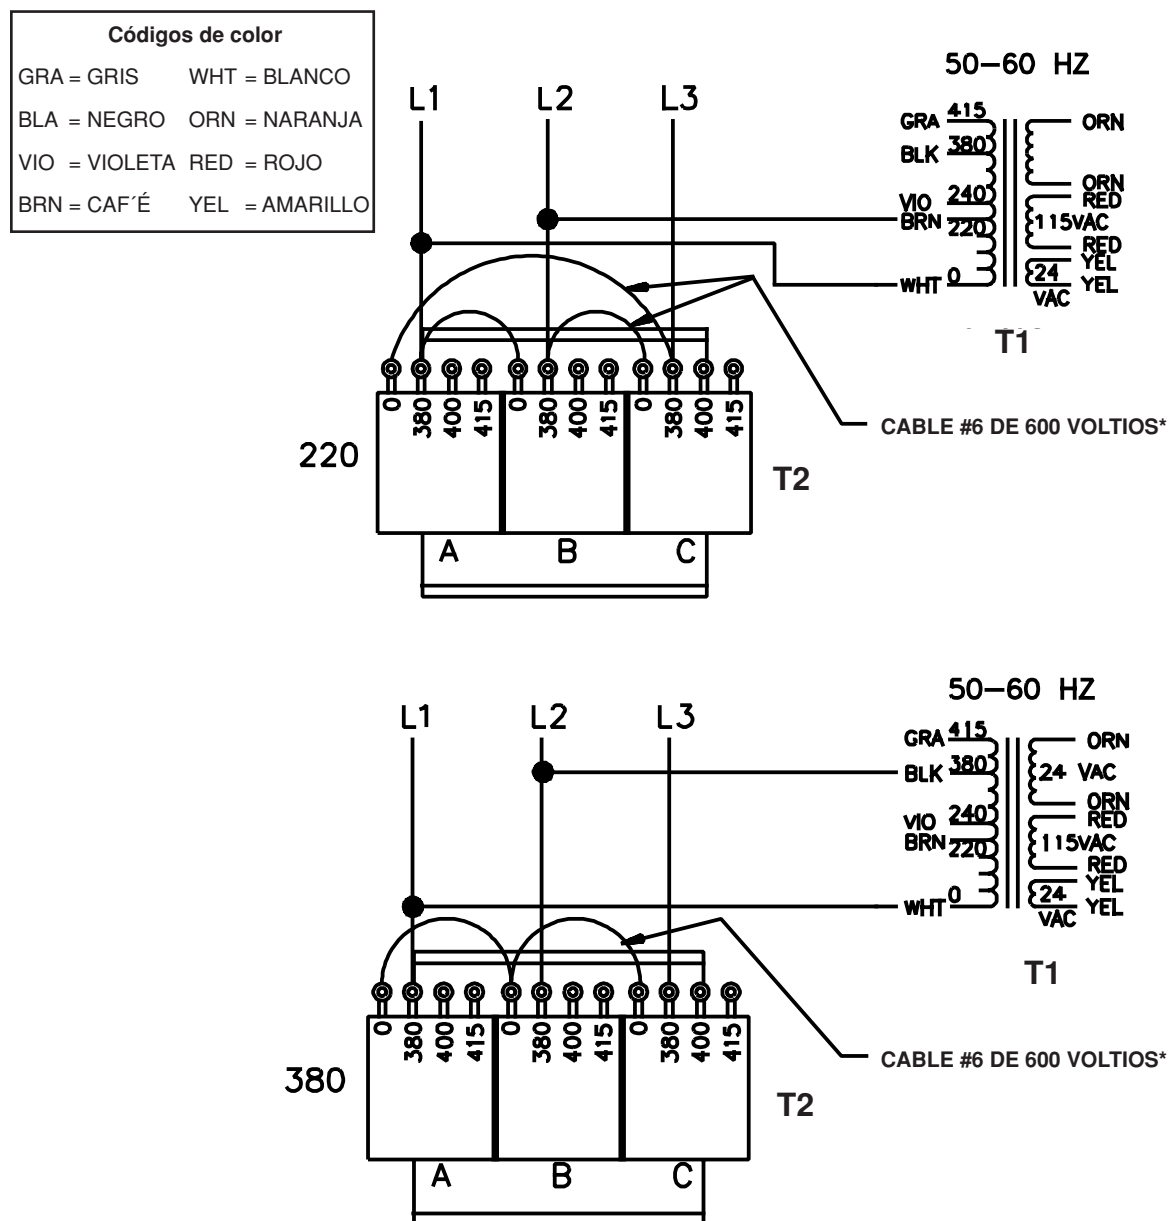 Códigos de color
GRA = GRIS WHT = BLANCO
BLA = NEGRO ORN = NARANJA
VIO = VIOLETA RED = ROJO
BRN = CAF´É YEL = AMARILLO
50-60 HZ
L1 L2 L3
GRA 415 ORN
BLK 380
ORN
VIO 240 RED
BRN 220 115VAC
RED
YEL
WHT 0 24 YEL
VAC
T1
0 380 400 415 0 380 400 415 0 380 400 415
CABLE #6 DE 600 VOLTIOS*
220
T2
A B C
50-60 HZ
L1 L2 L3
GRA 415 ORN
BLK 380 24 VAC
ORN
VIO 240 RED
BRN 220 115VAC
RED
YEL
WHT 0 24 YEL
VAC
T1
0 380 400 415 0 380 400 415 0 380 400 415
CABLE #6 DE 600 VOLTIOS*
380
T2
A B C